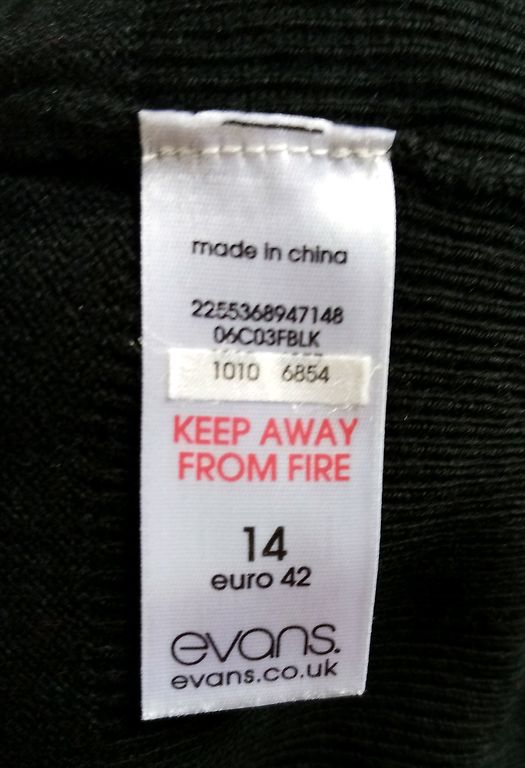 made in china
2255368947148
06C03FBLK
1010 6854
KEEP AWAY
FROM FIRE
14
euro 42
evans.
evans.co.uk